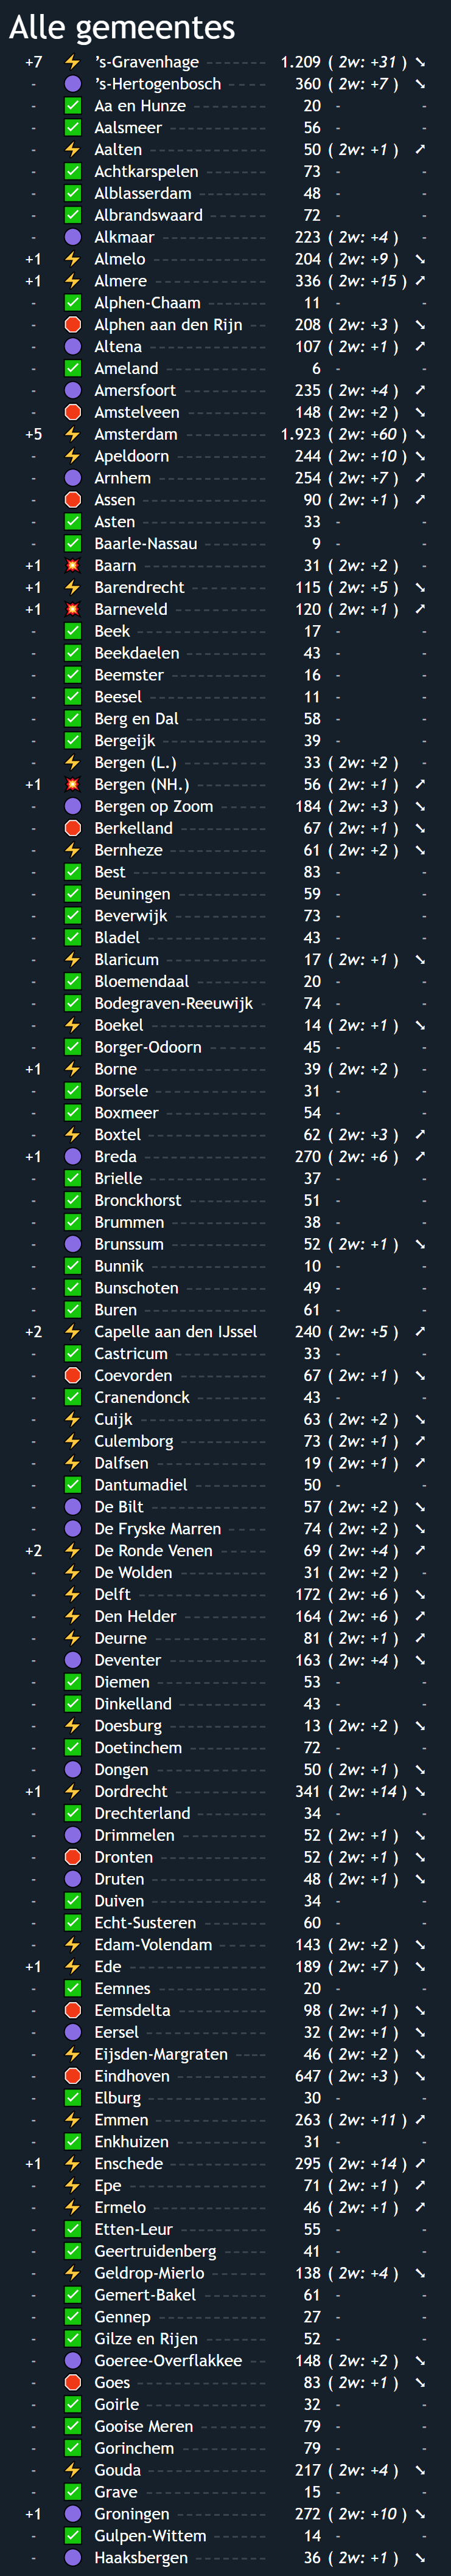 Alle gemeentes
+7 ⚡ ’s-Gravenhage 1.209 ( 2w: +31 ) ➘
- ’s-Hertogenbosch 360 ( 2w: +7 ) ➘
- ✅ Aa en Hunze 20 - -
- ✅ Aalsmeer 56 - -
- ⚡ Aalten 50 ( 2w: +1 ) ➚
- ✅ Achtkarspelen 73 - -
- ✅ Alblasserdam 48 - -
- ✅ Albrandswaard 72 - -
- Alkmaar 223 ( 2w: +4 ) -
+1 ⚡ Almelo 204 ( 2w: +9 ) ➘
+1 ⚡ Almere 336 ( 2w: +15 ) ➚
- ✅ Alphen-Chaam 11 - -
- Alphen aan den Rijn 208 ( 2w: +3 ) ➘
- Altena 107 ( 2w: +1 ) ➚
- ✅ Ameland 6 - -
- Amersfoort 235 ( 2w: +4 ) ➚
- Amstelveen 148 ( 2w: +2 ) ➘
+5 ⚡ Amsterdam 1.923 ( 2w: +60 ) ➘
- ⚡ Apeldoorn 244 ( 2w: +10 ) ➘
- Arnhem 254 ( 2w: +7 ) ➚
- Assen 90 ( 2w: +1 ) ➚
- ✅ Asten 33 - -
- ✅ Baarle-Nassau 9 - -
+1 Baarn 31 ( 2w: +2 ) -
+1 ⚡ Barendrecht 115 ( 2w: +5 ) ➘
+1 Barneveld 120 ( 2w: +1 ) ➚
- ✅ Beek 17 - -
- ✅ Beekdaelen 43 - -
- ✅ Beemster 16 - -
- ✅ Beesel 11 - -
- ✅ Berg en Dal 58 - -
- ✅ Bergeijk 39 - -
- ⚡ Bergen (L.) 33 ( 2w: +2 ) -
+1 Bergen (NH.) 56 ( 2w: +1 ) ➚
- Bergen op Zoom 184 ( 2w: +3 ) ➘
- Berkelland 67 ( 2w: +1 ) ➘
- ⚡ Bernheze 61 ( 2w: +2 ) ➘
- ✅ Best 83 - -
- ✅ Beuningen 59 - -
- ✅ Beverwijk 73 - -
- ✅ Bladel 43 - -
- ⚡ Blaricum 17 ( 2w: +1 ) ➘
- ✅ Bloemendaal 20 - -
- ✅ Bodegraven-Reeuwijk 74 - -
- ⚡ Boekel 14 ( 2w: +1 ) ➘
- ✅ Borger-Odoorn 45 - -
+1 ⚡ Borne 39 ( 2w: +2 ) -
- ✅ Borsele 31 - -
- ✅ Boxmeer 54 - -
- ⚡ Boxtel 62 ( 2w: +3 ) ➚
+1 Breda 270 ( 2w: +6 ) ➚
- ✅ Brielle 37 - -
- ✅ Bronckhorst 51 - -
- ✅ Brummen 38 - -
- Brunssum 52 ( 2w: +1 ) ➘
- ✅ Bunnik 10 - -
- ✅ Bunschoten 49 - -
- ✅ Buren 61 - -
+2 ⚡ Capelle aan den IJssel 240 ( 2w: +5 ) ➚
- ✅ Castricum 33 - -
- Coevorden 67 ( 2w: +1 ) ➘
- ✅ Cranendonck 43 - -
- ⚡ Cuijk 63 ( 2w: +2 ) ➘
- ⚡ Culemborg 73 ( 2w: +1 ) ➚
- ⚡ Dalfsen 19 ( 2w: +1 ) ➚
- ✅ Dantumadiel 50 - -
- De Bilt 57 ( 2w: +2 ) ➘
- De Fryske Marren 74 ( 2w: +2 ) ➘
+2 ⚡ De Ronde Venen 69 ( 2w: +4 ) ➚
- ⚡ De Wolden 31 ( 2w: +2 ) -
- ⚡ Delft 172 ( 2w: +6 ) ➘
- ⚡ Den Helder 164 ( 2w: +6 ) ➚
- ⚡ Deurne 81 ( 2w: +1 ) ➚
- Deventer 163 ( 2w: +4 ) ➘
- ✅ Diemen 53 - -
- ✅ Dinkelland 43 - -
- ⚡ Doesburg 13 ( 2w: +2 ) ➘
- ✅ Doetinchem 72 - -
- Dongen 50 ( 2w: +1 ) ➘
+1 ⚡ Dordrecht 341 ( 2w: +14 ) ➘
- ✅ Drechterland 34 - -
- Drimmelen 52 ( 2w: +1 ) ➘
- Dronten 52 ( 2w: +1 ) ➘
- Druten 48 ( 2w: +1 ) ➘
- ✅ Duiven 34 - -
- ✅ Echt-Susteren 60 - -
- ⚡ Edam-Volendam 143 ( 2w: +2 ) ➘
+1 ⚡ Ede 189 ( 2w: +7 ) ➘
- ✅ Eemnes 20 - -
- Eemsdelta 98 ( 2w: +1 ) ➘
- Eersel 32 ( 2w: +1 ) ➘
- ⚡ Eijsden-Margraten 46 ( 2w: +2 ) ➘
- Eindhoven 647 ( 2w: +3 ) ➘
- ✅ Elburg 30 - -
- ⚡ Emmen 263 ( 2w: +11 ) ➚
- ✅ Enkhuizen 31 - -
+1 ⚡ Enschede 295 ( 2w: +14 ) ➚
- ⚡ Epe 71 ( 2w: +1 ) ➚
- ⚡ Ermelo 46 ( 2w: +1 ) ➚
- ✅ Etten-Leur 55 - -
- ✅ Geertruidenberg 41 - -
- ⚡ Geldrop-Mierlo 138 ( 2w: +4 ) ➘
- ✅ Gemert-Bakel 61 - -
- ✅ Gennep 27 - -
- ✅ Gilze en Rijen 52 - -
- Goeree-Overflakkee 148 ( 2w: +2 ) ➘
- Goes 83 ( 2w: +1 ) ➘
- ✅ Goirle 32 - -
- ✅ Gooise Meren 79 - -
- ✅ Gorinchem 79 - -
- ⚡ Gouda 217 ( 2w: +4 ) ➘
- ✅ Grave 15 - -
+1 Groningen 272 ( 2w: +10 ) ➘
- ✅ Gulpen-Wittem 14 - -
- Haaksbergen 36 ( 2w: +1 ) ➘